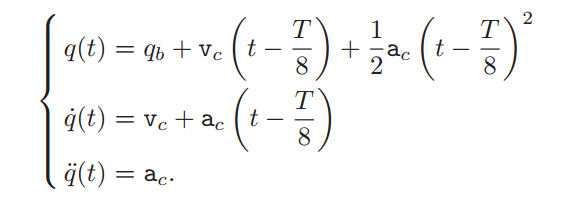 q(t) = q_b + v_c (t − T/8) + 1/2 a_c (t − T/8)^2
q̇(t) = v_c + a_c (t − T/8)
q̈(t) = a_c.